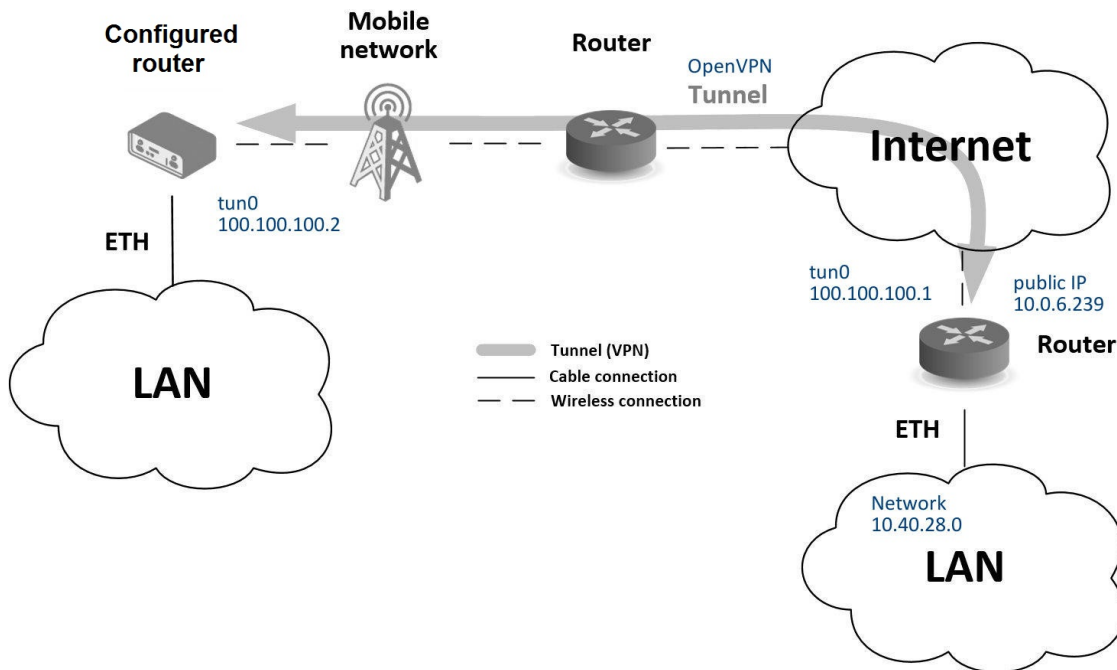 Configured
router
Mobile
network
Router
OpenVPN
Tunnel
Internet
tun0
100.100.100.2
ETH
LAN
tun0
100.100.100.1
public IP
10.0.6.239
Router
Tunnel (VPN)
Cable connection
Wireless connection
ETH
Network
10.40.28.0
LAN